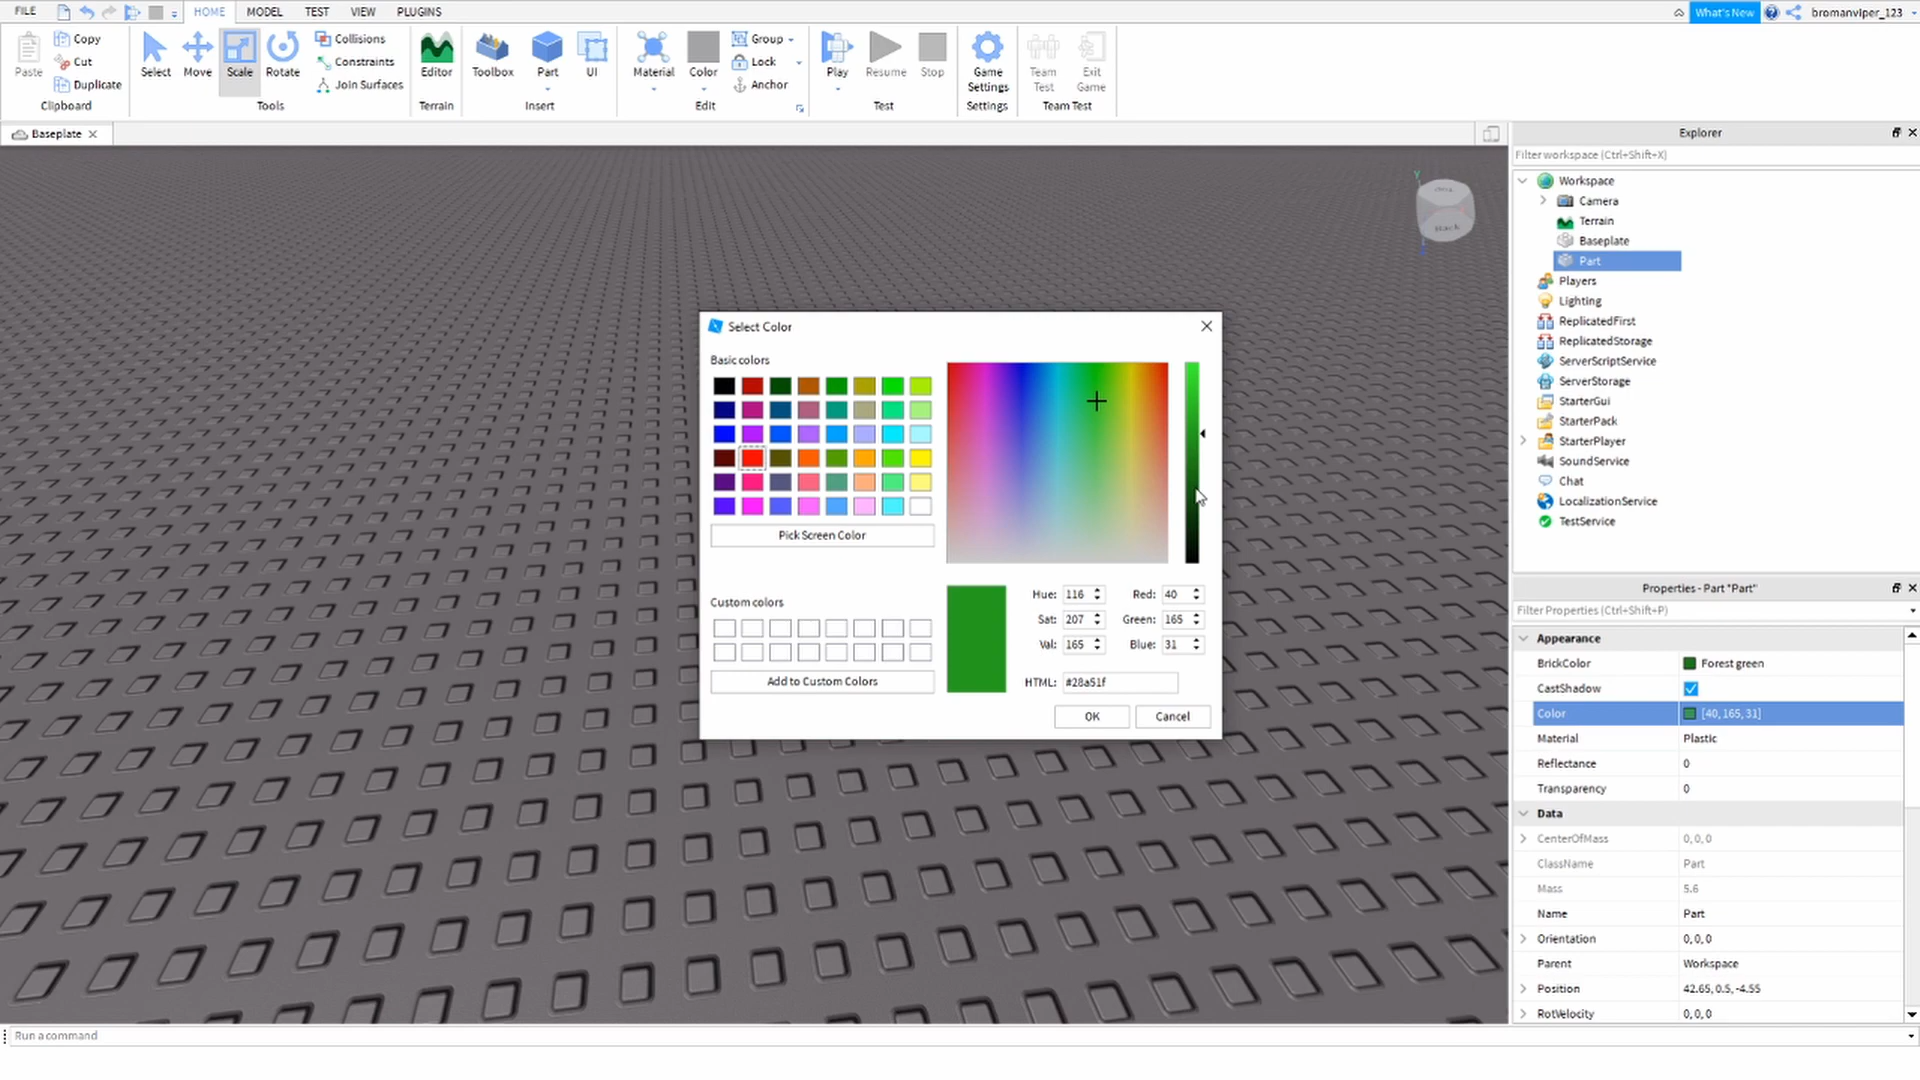 FILE HOME MODEL TEST VIEW PLUGINS What's New bromanviper_123
Paste Copy Cut Duplicate Clipboard
Select Move Scale Rotate Collisions Constraints Join Surfaces Tools
Editor Terrain
Toolbox Part UI Insert
Material Color Group Lock Anchor Edit
Play Resume Stop Test
Game Settings Settings
Team Test Exit Game Team Test
Baseplate
Select Color
Basic colors
Pick Screen Color
Custom colors
Add to Custom Colors
Hue: 116 Red: 40
Sat: 207 Green: 165
Val: 165 Blue: 31
HTML: #28a51f
OK Cancel
Explorer
Filter workspace (Ctrl+Shift+X)
Workspace
Camera
Terrain
Baseplate
Part
Players
Lighting
ReplicatedFirst
ReplicatedStorage
ServerScriptService
ServerStorage
StarterGui
StarterPack
StarterPlayer
SoundService
Chat
LocalizationService
TestService
Properties - Part "Part"
Filter Properties (Ctrl+Shift+P)
Appearance
BrickColor Forest green
CastShadow
Color [40, 165, 31]
Material Plastic
Reflectance 0
Transparency 0
Data
CenterOfMass 0, 0, 0
ClassName Part
Mass 5.6
Name Part
Orientation 0, 0, 0
Parent Workspace
Position 42.65, 0.5, -4.55
RotVelocity 0, 0, 0
Run a command